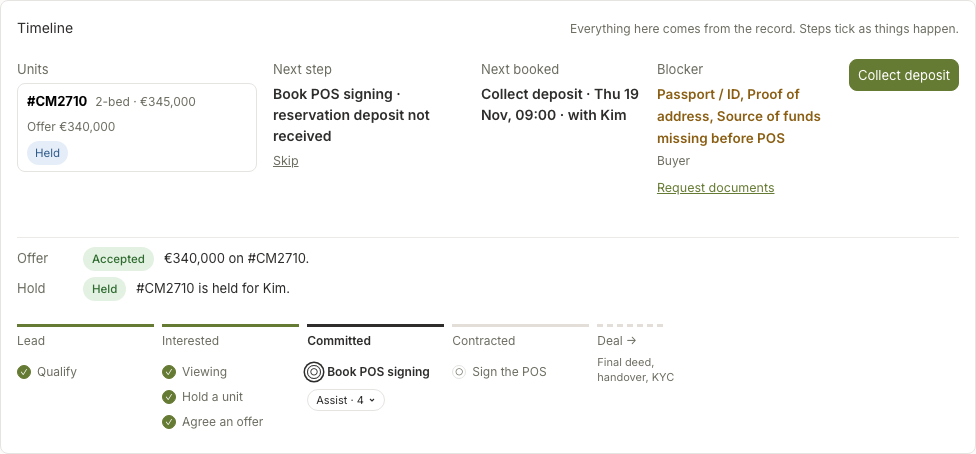 Timeline
Everything here comes from the record. Steps tick as things happen.
Units
#CM2710 2-bed · €345,000
Offer €340,000
Held
Next step
Book POS signing ·
reservation deposit not
received
Skip
Next booked
Collect deposit · Thu 19
Nov, 09:00 · with Kim
Blocker
Passport / ID, Proof of
address, Source of funds
missing before POS
Buyer
Request documents
Collect deposit
Offer Accepted €340,000 on #CM2710.
Hold Held #CM2710 is held for Kim.
Lead
Qualify
Interested
Viewing
Hold a unit
Agree an offer
Committed
Book POS signing
Assist · 4
Contracted
Sign the POS
Deal →
Final deed,
handover, KYC